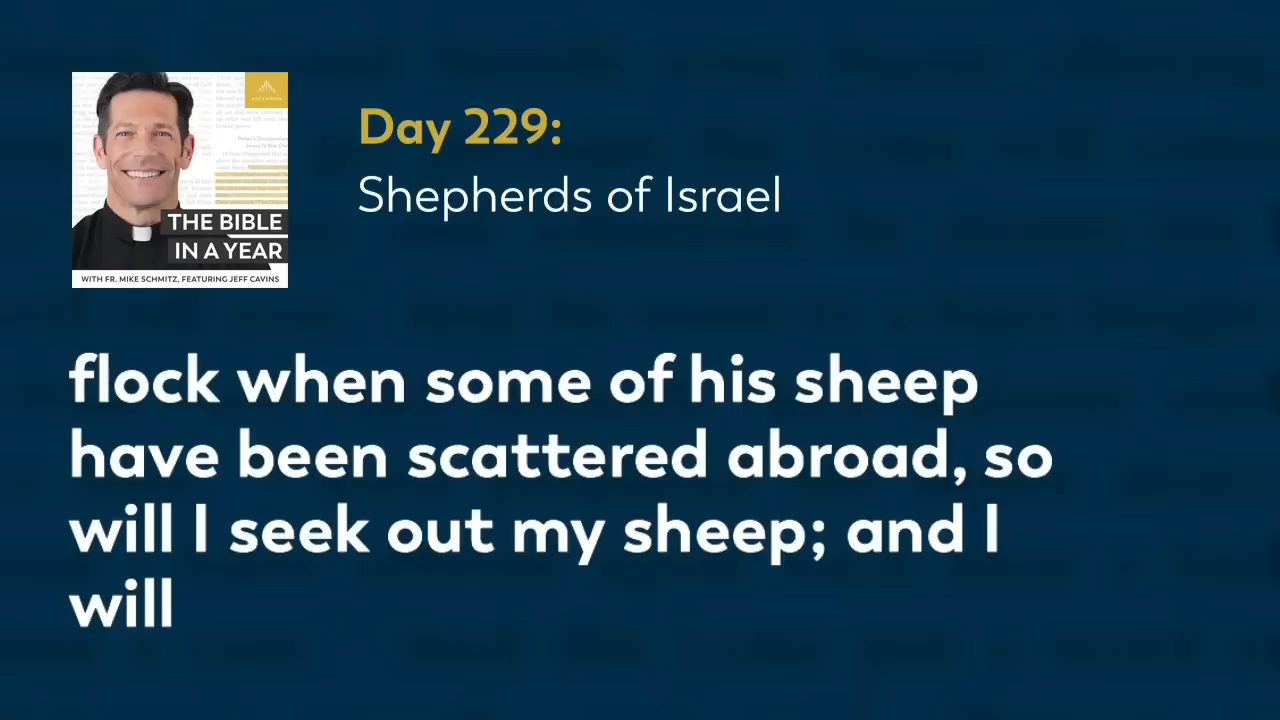 Day 229:
Shepherds of Israel
THE BIBLE
IN A YEAR
WITH FR. MIKE SCHMITZ, FEATURING JEFF CAVINS
flock when some of his sheep
have been scattered abroad, so
will I seek out my sheep; and I
will